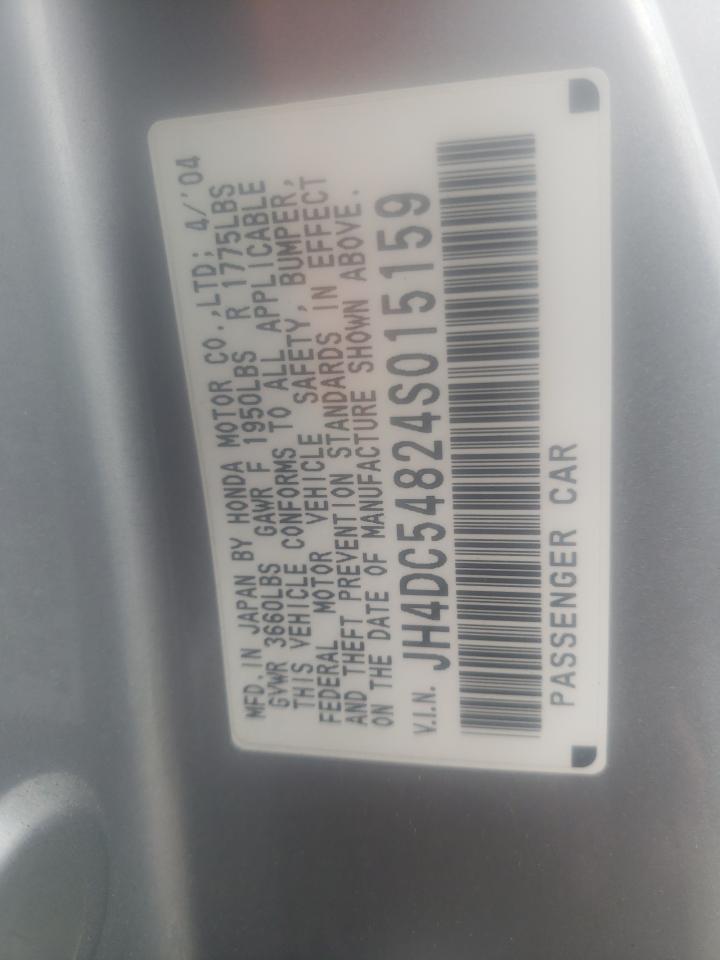 MFD. IN JAPAN BY HONDA MOTOR CO., LTD; 4/'04
GVWR 3660LBS GAWR F 1950LBS R 1775LBS
THIS VEHICLE CONFORMS TO ALL APPLICABLE
FEDERAL MOTOR VEHICLE SAFETY, BUMPER,
AND THEFT PREVENTION STANDARDS IN EFFECT
ON THE DATE OF MANUFACTURE SHOWN ABOVE.
V.I.N. JH4DC54824S015159
PASSENGER CAR